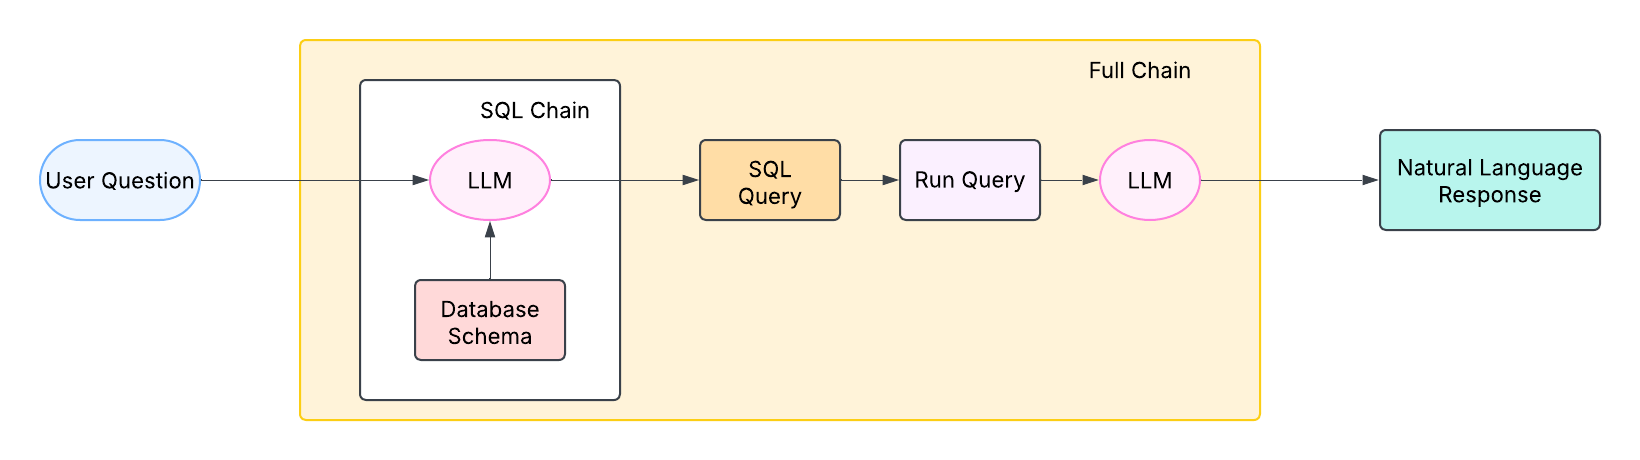 Full Chain
SQL Chain
User Question
LLM
SQL
Query
Run Query
LLM
Natural Language
Response
Database
Schema